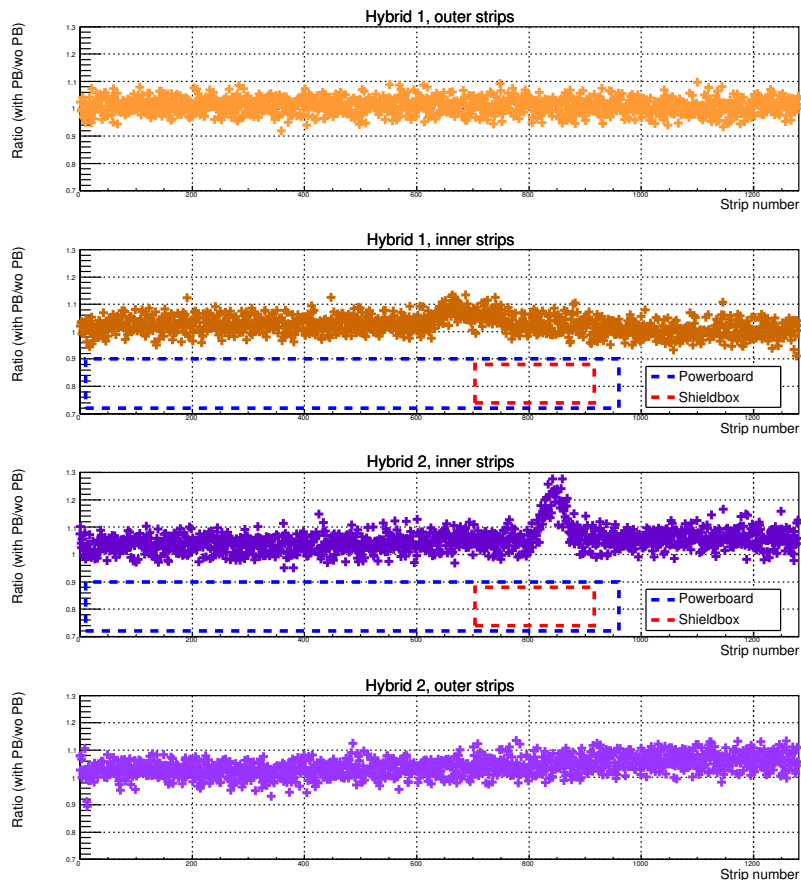 Hybrid 1, outer strips
Ratio (with PB/wo PB)
1.3
1.2
1.1
1
0.9
0.8
0.7
0 200 400 600 800 1000 1200
Strip number
Hybrid 1, inner strips
Ratio (with PB/wo PB)
1.3
1.2
1.1
1
0.9
0.8
0.7
0 200 400 600 800 1000 1200
Powerboard
Shieldbox
Strip number
Hybrid 2, inner strips
Ratio (with PB/wo PB)
1.3
1.2
1.1
1
0.9
0.8
0.7
0 200 400 600 800 1000 1200
Powerboard
Shieldbox
Strip number
Hybrid 2, outer strips
Ratio (with PB/wo PB)
1.3
1.2
1.1
1
0.9
0.8
0.7
0 200 400 600 800 1000 1200
Strip number